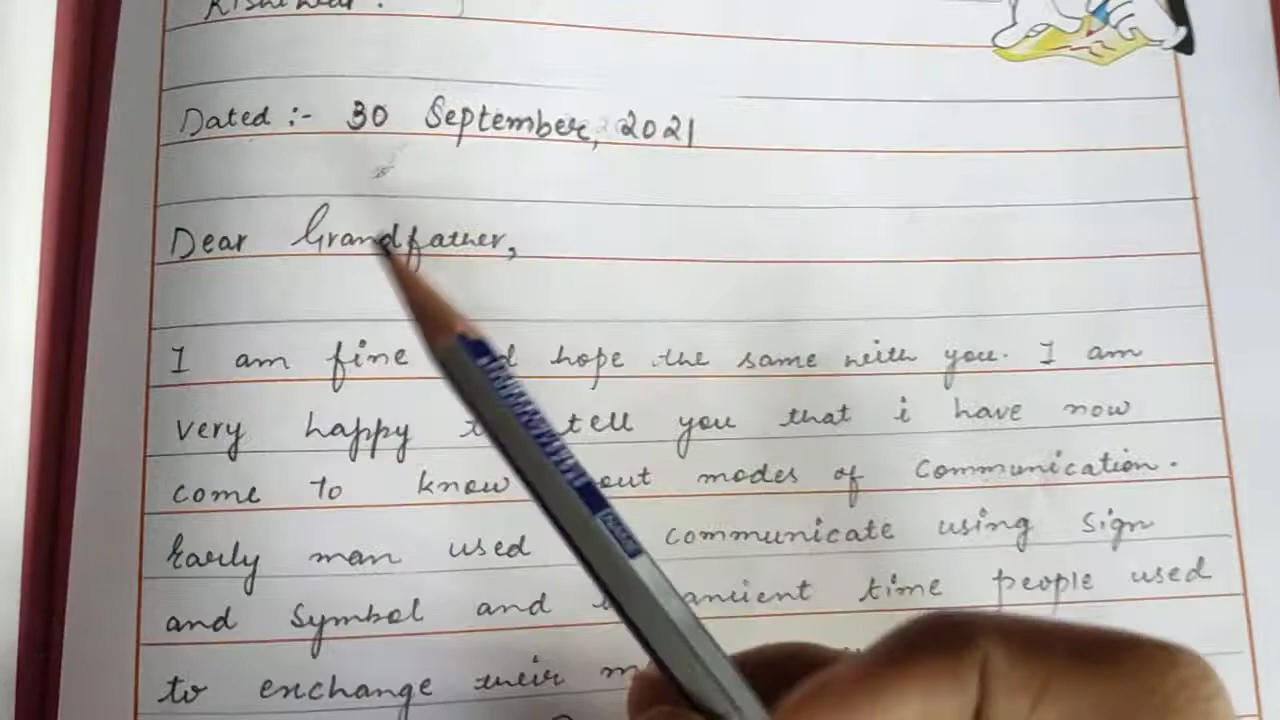 Dated :- 30 September, 2021
Dear Grandfather,
I am fine hope the same with you. I am
very happy tell you that i have now
come to know modes of communication.
Early man used communicate using sign
and symbol and ancient time people used
to exchange their